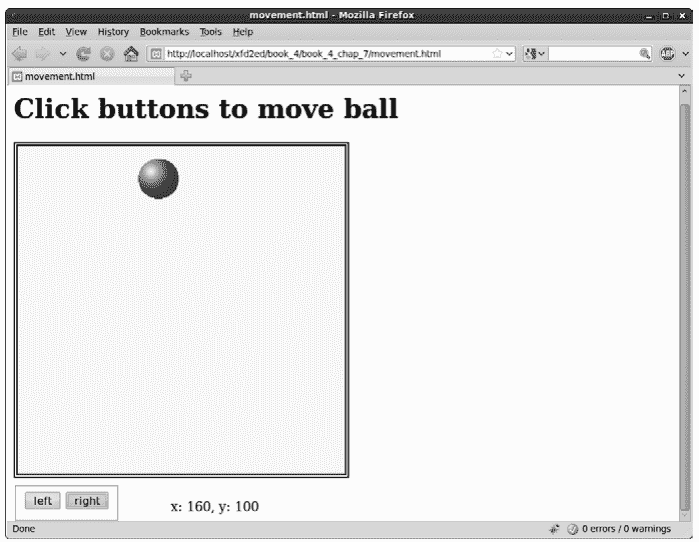 movement.html - Mozilla Firefox
File Edit View History Bookmarks Tools Help
http://localhost/xfd2ed/book_4/book_4_chap_7/movement.html
movement.html
Click buttons to move ball
left right
x: 160, y: 100
Done
0 errors / 0 warnings